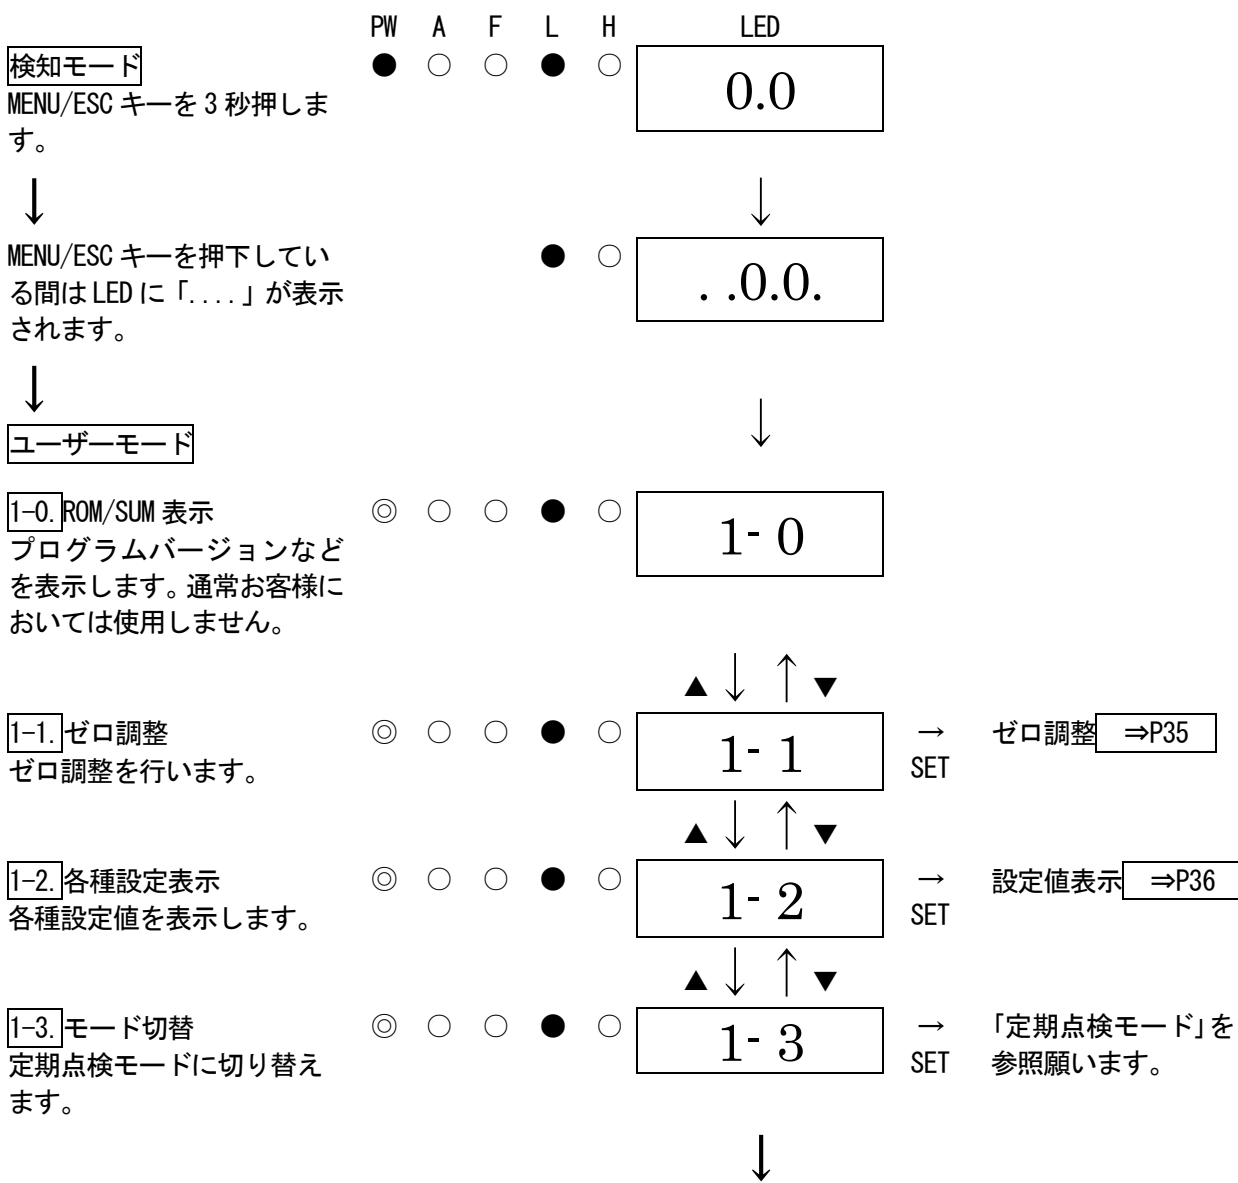 PW A F L H LED
検知モード ● ○ ○ ● ○ 0.0
MENU/ESC キーを 3 秒押しま
す。
↓ ↓
MENU/ESC キーを押下してい ● ○ . .0.0.
る間は LED に「....」が表示
されます。
↓ ↓
ユーザーモード
1-0. ROM/SUM 表示 ◎ ○ ○ ● ○ 1- 0
プログラムバージョンなど
を表示します。通常お客様に
おいては使用しません。
▲ ↓ ↑ ▼
1-1. ゼロ調整 ◎ ○ ○ ● ○ 1- 1 → ゼロ調整 ⇒P35
ゼロ調整を行います。 SET
▲ ↓ ↑ ▼
1-2. 各種設定表示 ◎ ○ ○ ● ○ 1- 2 → 設定値表示 ⇒P36
各種設定値を表示します。 SET
▲ ↓ ↑ ▼
1-3. モード切替 ◎ ○ ○ ● ○ 1- 3 → 「定期点検モード」を
定期点検モードに切り替え SET 参照願います。
ます。
↓